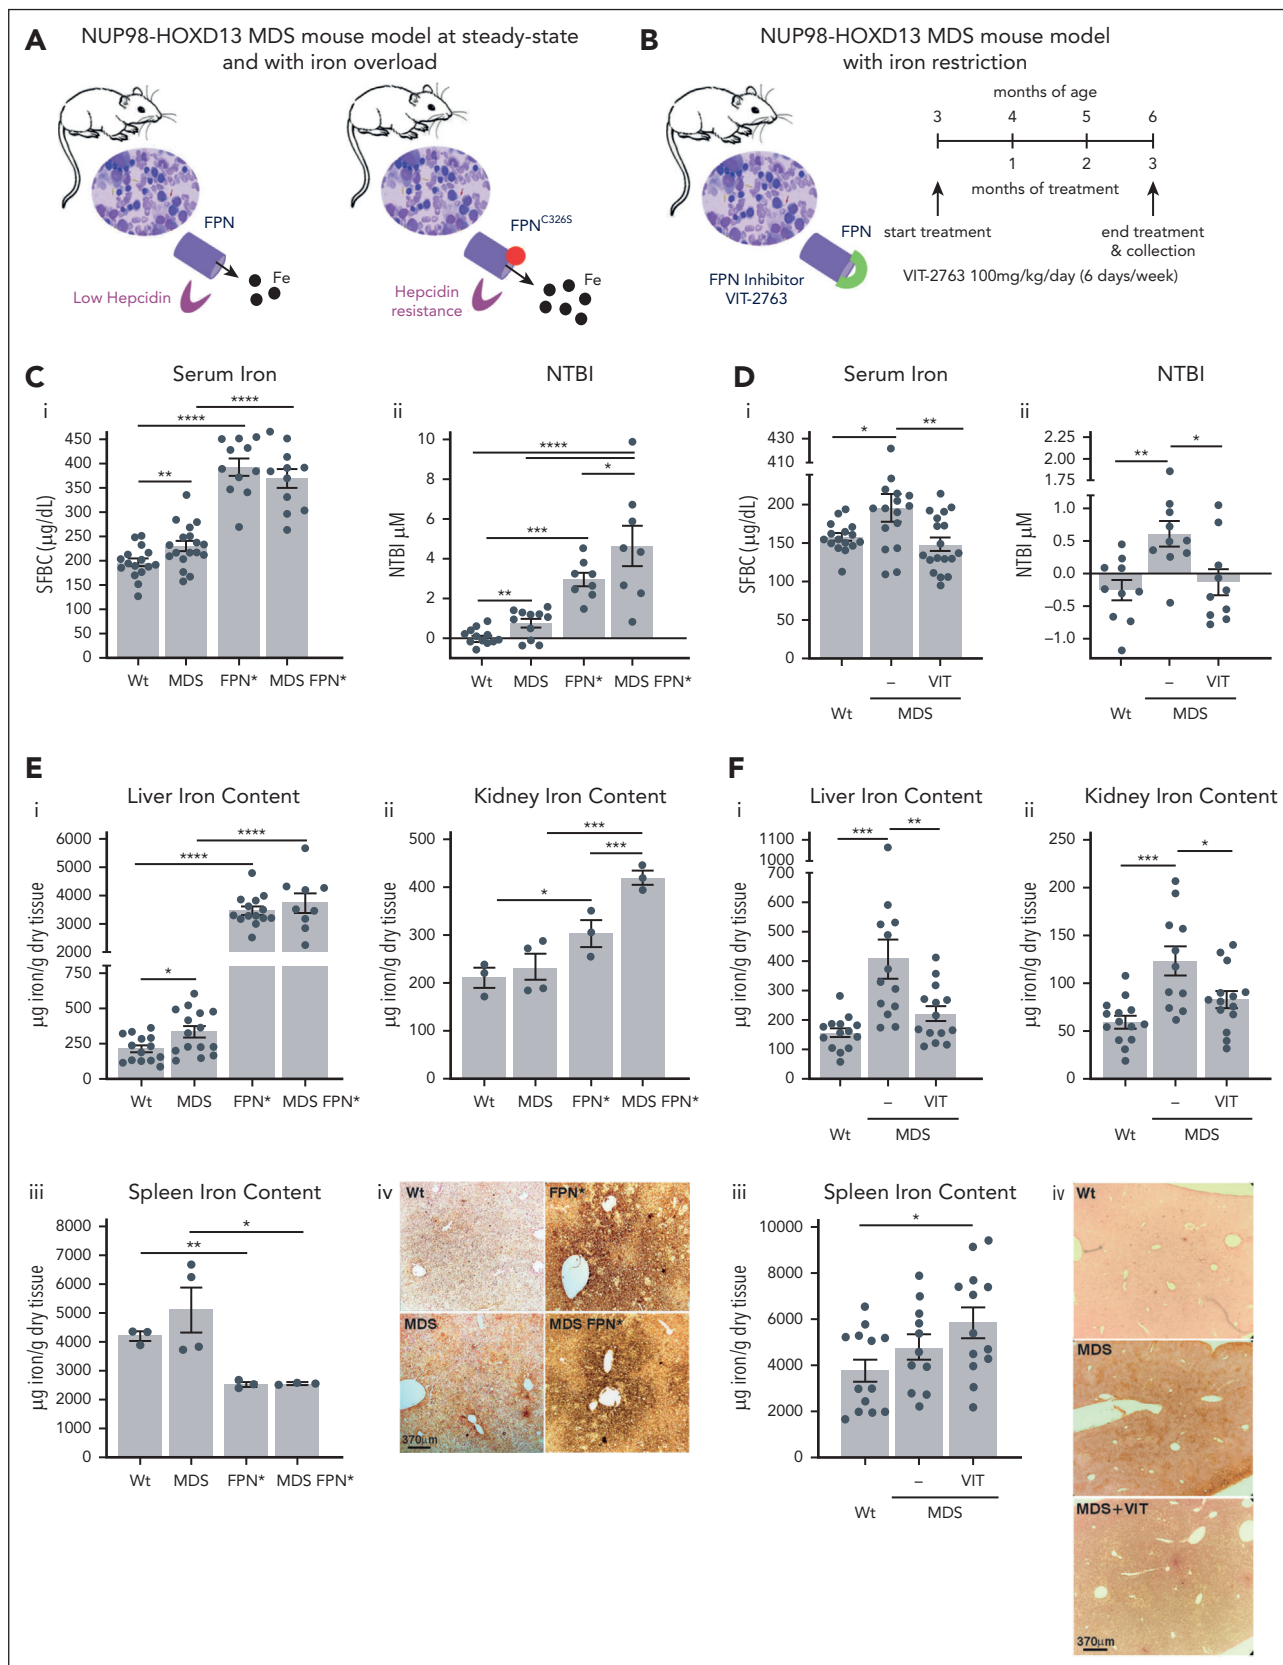 A
NUP98-HOXD13 MDS mouse model at steady-state
and with iron overload
FPN
Fe
Low Hepcidin
FPN^C326S
Fe
Hepcidin
resistance
B
NUP98-HOXD13 MDS mouse model
with iron restriction
months of age
3 4 5 6
1 2 3
months of treatment
start treatment
end treatment
& collection
FPN
FPN Inhibitor
VIT-2763
VIT-2763 100mg/kg/day (6 days/week)
C
i
Serum Iron
SFBC (µg/dL)
450
400
350
300
250
200
150
100
50
0
****
****
**
Wt MDS FPN* MDS FPN*
ii
NTBI
NTBI µM
10
8
6
4
2
0
****
*
***
**
Wt MDS FPN* MDS FPN*
D
i
Serum Iron
SFBC (µg/dL)
430
410
200
150
100
50
0
* **
– VIT
Wt MDS
ii
NTBI
NTBI µM
2.25
2.00
1.75
1.0
0.5
0.0
–0.5
–1.0
** *
– VIT
Wt MDS
E
i
Liver Iron Content
µg iron/g dry tissue
6000
5000
4000
3000
2000
750
500
250
0
****
****
*
Wt MDS FPN* MDS FPN*
ii
Kidney Iron Content
µg iron/g dry tissue
500
400
300
200
100
0
***
***
*
Wt MDS FPN* MDS FPN*
iii
Spleen Iron Content
µg iron/g dry tissue
8000
7000
6000
5000
4000
3000
2000
1000
0
*
**
Wt MDS FPN* MDS FPN*
iv
Wt FPN*
MDS MDS FPN*
370µm
F
i
Liver Iron Content
µg iron/g dry tissue
1100
1000
700
600
500
400
300
200
100
0
*** **
– VIT
Wt MDS
ii
Kidney Iron Content
µg iron/g dry tissue
250
200
150
100
50
0
*** *
– VIT
Wt MDS
iii
Spleen Iron Content
µg iron/g dry tissue
10000
8000
6000
4000
2000
0
*
– VIT
Wt MDS
iv
Wt
MDS
MDS+VIT
370µm